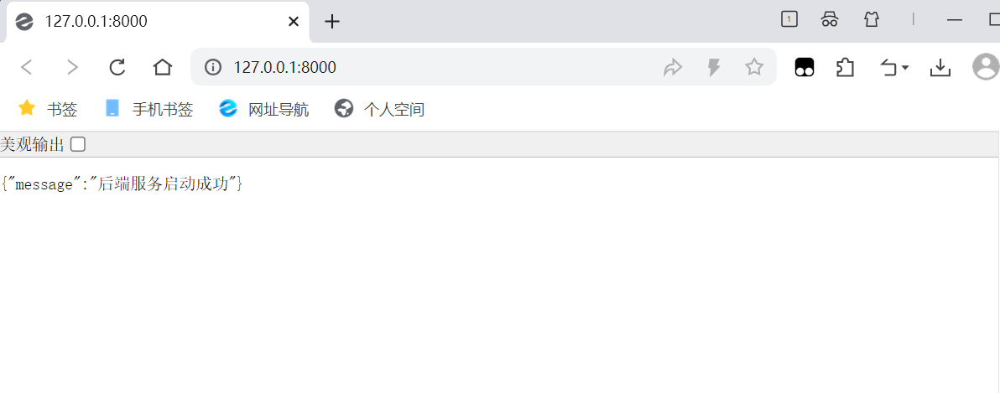 127.0.0.1:8000
1
127.0.0.1:8000
书签 手机书签 网址导航 个人空间
美观输出
{"message":"后端服务启动成功"}